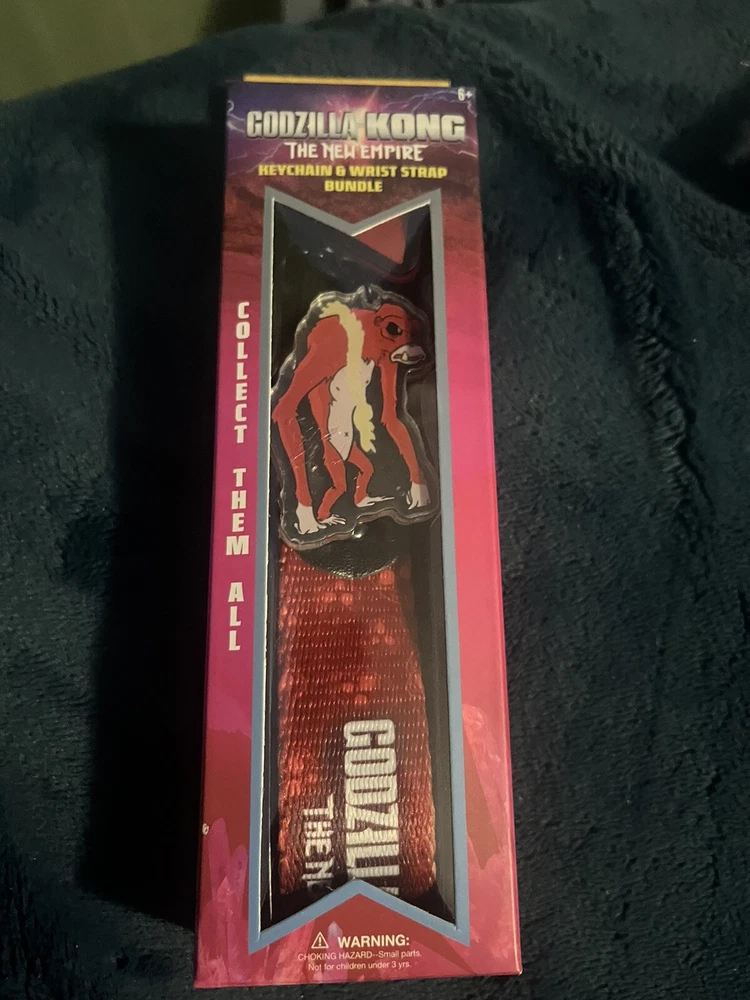 6+
GODZILLA KONG
THE NEW EMPIRE
KEYCHAIN & WRIST STRAP
BUNDLE
COLLECT THEM ALL
GODZILL
THE N
⚠ WARNING:
CHOKING HAZARD--Small parts.
Not for children under 3 yrs.